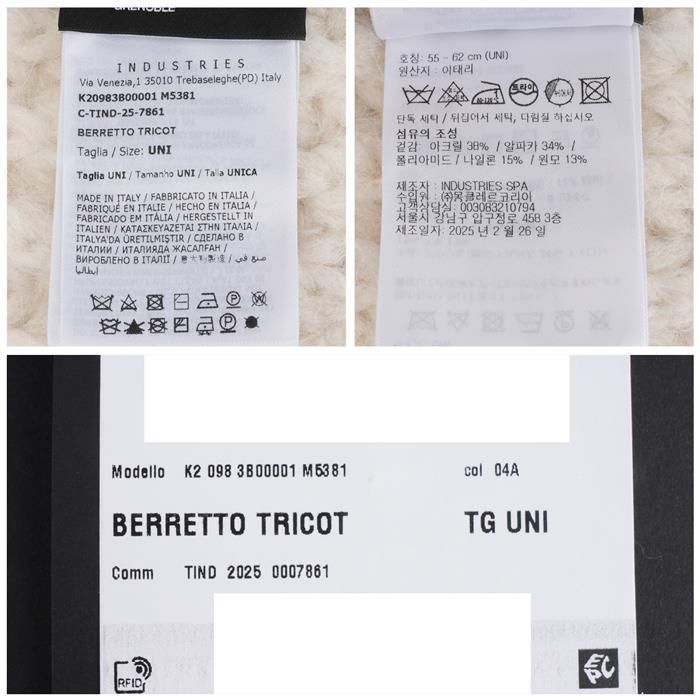 GRENOBLE
INDUSTRIES
Via Venezia,1 35010 Trebaseleghe(PD) Italy
K20983B00001 M5381
C-TIND-25-7861
BERRETTO TRICOT
Taglia / Size: UNI
Taglia UNI / Tamanho UNI / Talla UNICA
MADE IN ITALY / FABBRICATO IN ITALIA /
FABRIQUÉ EN ITALIE / HECHO EN ITALIA /
FABRICADO EM ITÁLIA / HERGESTELLT IN
ITALIEN / ΚΑΤΑΣΚΕΥΑΖΕΤΑΙ ΣΤΗΝ ΙΤΑΛΙΑ /
ITALYA'DA ÜRETILMIŞTIR / СДЕЛАНО В
ИТАЛИИ / ИТАЛИЯДА ЖАСАЛҒАН /
ВИРОБЛЕНО В ІТАЛІЇ / 意大利製造 / صنع في
إيطاليا
호칭: 55 - 62 cm (UNI)
원산지 : 이태리
드라이
단독 세탁 / 뒤집어서 세탁, 다림질 하십시오
섬유의 조성
겉감: 아크릴 38% / 알파카 34% /
폴리아미드 / 나일론 15% / 원모 13%
제조자 : INDUSTRIES SPA
수입원 : ㈜몽클레르코리아
고객상담실: 003083210794
서울시 강남구 압구정로 458 3층
제조일자: 2025 년 2 월 26 일
Modello K2 098 3B00001 M5381 col 04A
BERRETTO TRICOT TG UNI
Comm TIND 2025 0007861
RFID
EPC